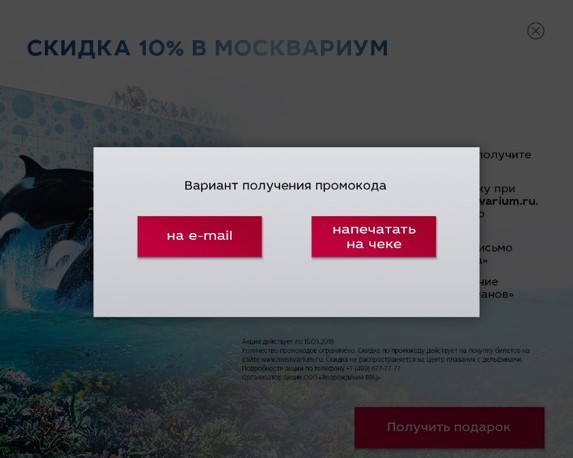 СКИДКА 10% В МОСКВАРИУМ
МОСКВАРИУМ
получите
Вариант получения промокода
ку при
varium.ru.
на e-mail
напечатать
на чеке
исьмо
ние
анов»
Акция действует по 15.03.2018
Количество промокодов ограничено. Скидка по промокоду действует на покупку билетов на
сайте www.moskvarium.ru. Скидка не распространяется на Центр плавания с дельфинами.
Подробности акции по телефону +7 (499) 677-77-77
Организатор акции ООО «Возрождение ВВЦ».
Получить подарок